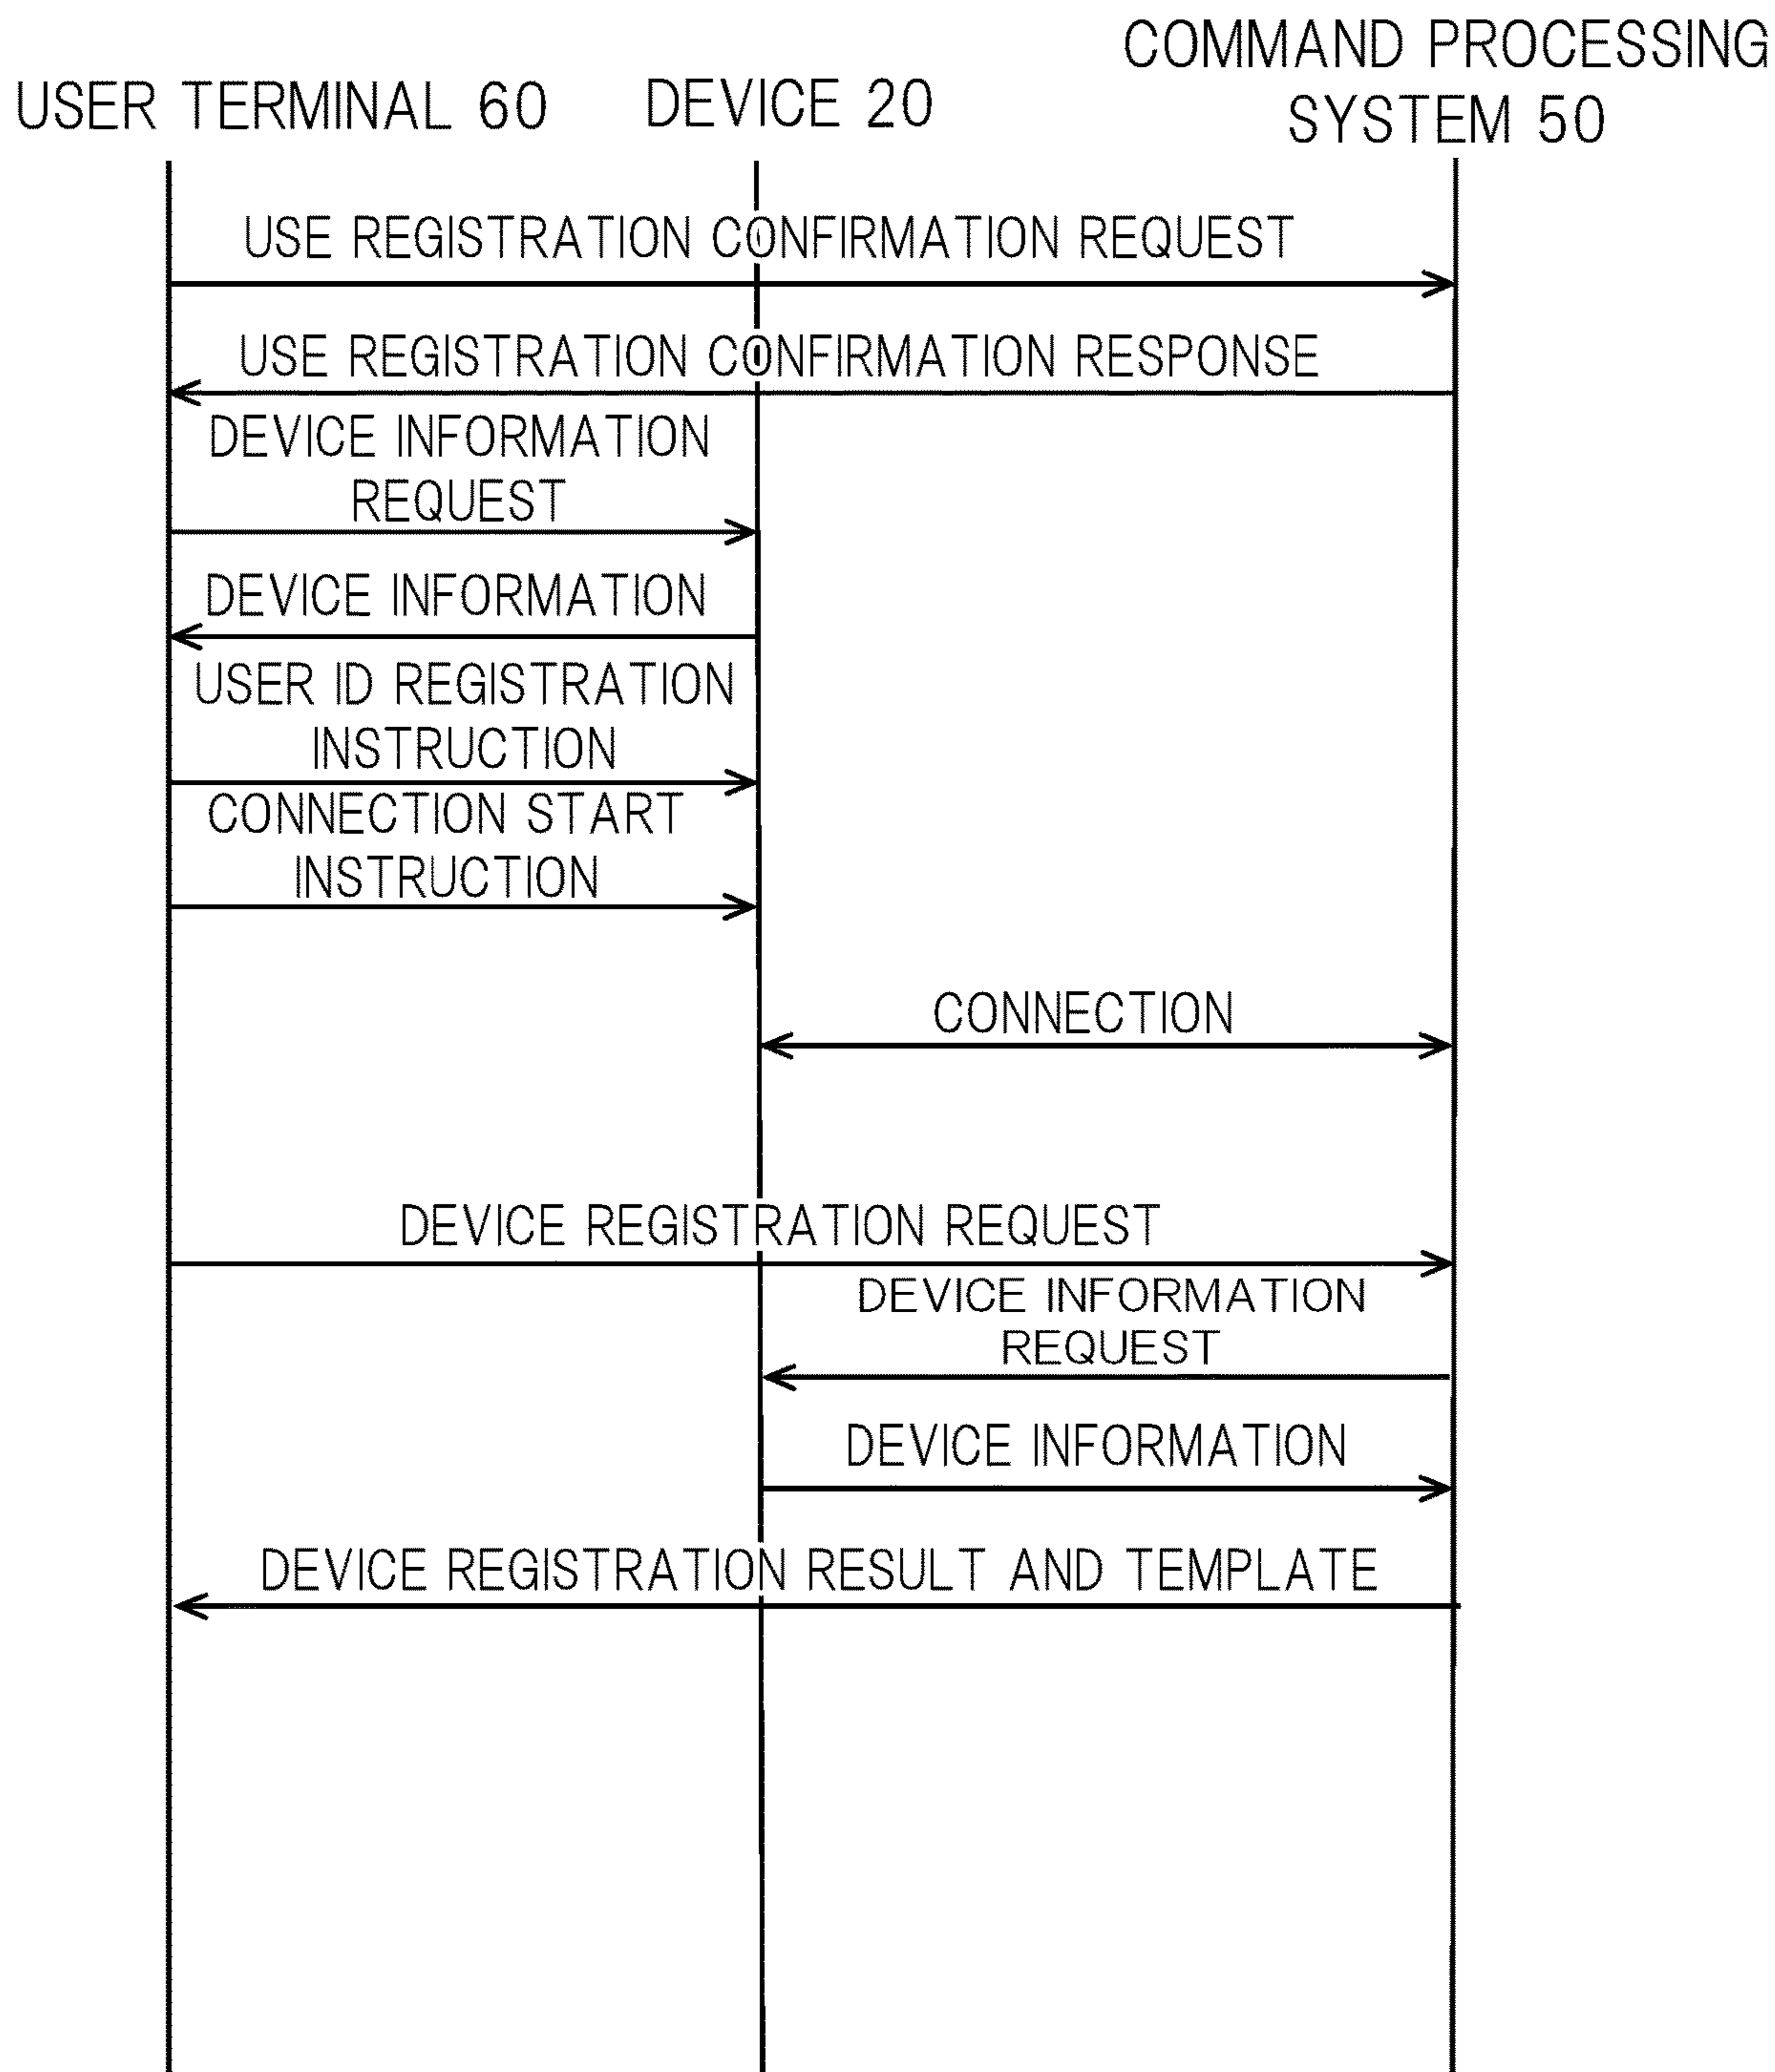 COMMAND PROCESSING
USER TERMINAL 60
DEVICE 20
SYSTEM 50
USE REGISTRATION CONFIRMATION REQUEST
USE REGISTRATION CONFIRMATION RESPONSE
DEVICE INFORMATION
REQUEST
DEVICE INFORMATION
USER ID REGISTRATION
INSTRUCTION
CONNECTION START
INSTRUCTION
CONNECTION
DEVICE REGISTRATION REQUEST
DEVICE INFORMATION
REQUEST
DEVICE INFORMATION
DEVICE REGISTRATION RESULT AND TEMPLATE